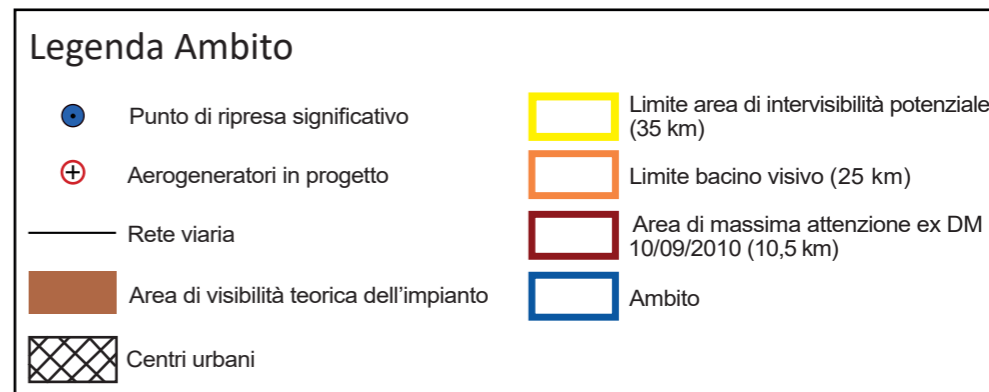 Legenda Ambito
Punto di ripresa significativo
Aerogeneratori in progetto
Rete viaria
Area di visibilità teorica dell'impianto
Centri urbani
Limite area di intervisibilità potenziale
(35 km)
Limite bacino visivo (25 km)
Area di massima attenzione ex DM
10/09/2010 (10,5 km)
Ambito